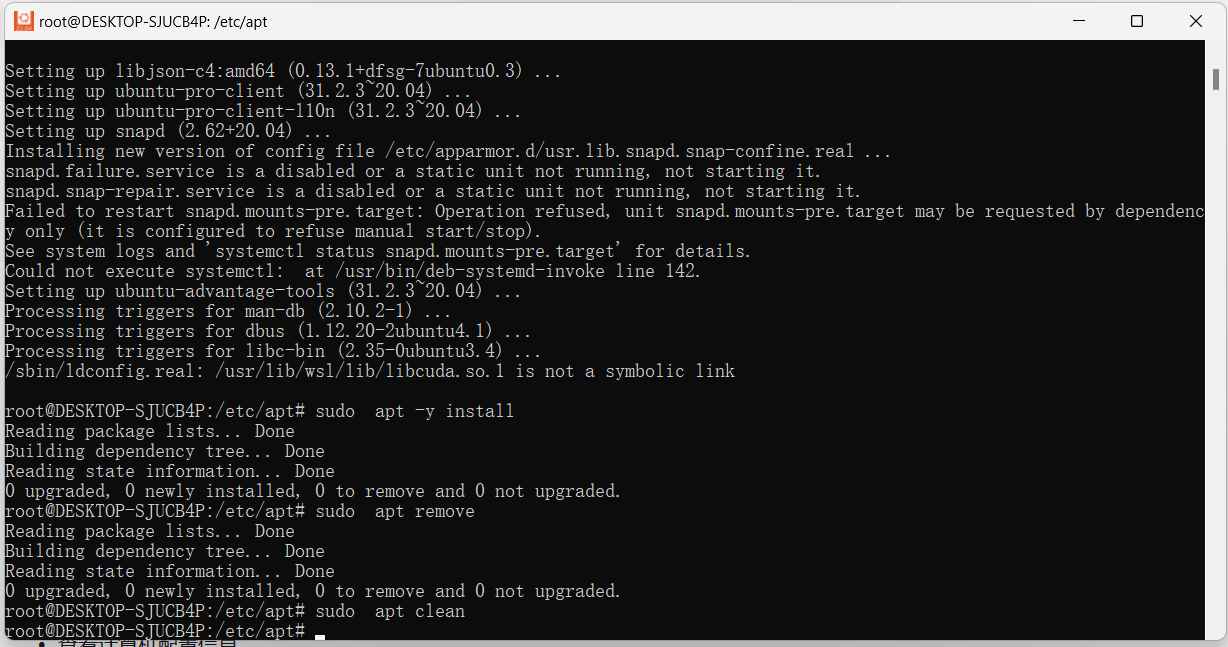 root@DESKTOP-SJUCB4P: /etc/apt
Setting up libjson-c4:amd64 (0.13.1+dfsg-7ubuntu0.3) ...
Setting up ubuntu-pro-client (31.2.3~20.04) ...
Setting up ubuntu-pro-client-l10n (31.2.3~20.04) ...
Setting up snapd (2.62+20.04) ...
Installing new version of config file /etc/apparmor.d/usr.lib.snapd.snap-confine.real ...
snapd.failure.service is a disabled or a static unit not running, not starting it.
snapd.snap-repair.service is a disabled or a static unit not running, not starting it.
Failed to restart snapd.mounts-pre.target: Operation refused, unit snapd.mounts-pre.target may be requested by dependenc
y only (it is configured to refuse manual start/stop).
See system logs and 'systemctl status snapd.mounts-pre.target' for details.
Could not execute systemctl:  at /usr/bin/deb-systemd-invoke line 142.
Setting up ubuntu-advantage-tools (31.2.3~20.04) ...
Processing triggers for man-db (2.10.2-1) ...
Processing triggers for dbus (1.12.20-2ubuntu4.1) ...
Processing triggers for libc-bin (2.35-0ubuntu3.4) ...
/sbin/ldconfig.real: /usr/lib/wsl/lib/libcuda.so.1 is not a symbolic link
root@DESKTOP-SJUCB4P:/etc/apt# sudo  apt -y install
Reading package lists... Done
Building dependency tree... Done
Reading state information... Done
0 upgraded, 0 newly installed, 0 to remove and 0 not upgraded.
root@DESKTOP-SJUCB4P:/etc/apt# sudo  apt remove
Reading package lists... Done
Building dependency tree... Done
Reading state information... Done
0 upgraded, 0 newly installed, 0 to remove and 0 not upgraded.
root@DESKTOP-SJUCB4P:/etc/apt# sudo  apt clean
root@DESKTOP-SJUCB4P:/etc/apt#